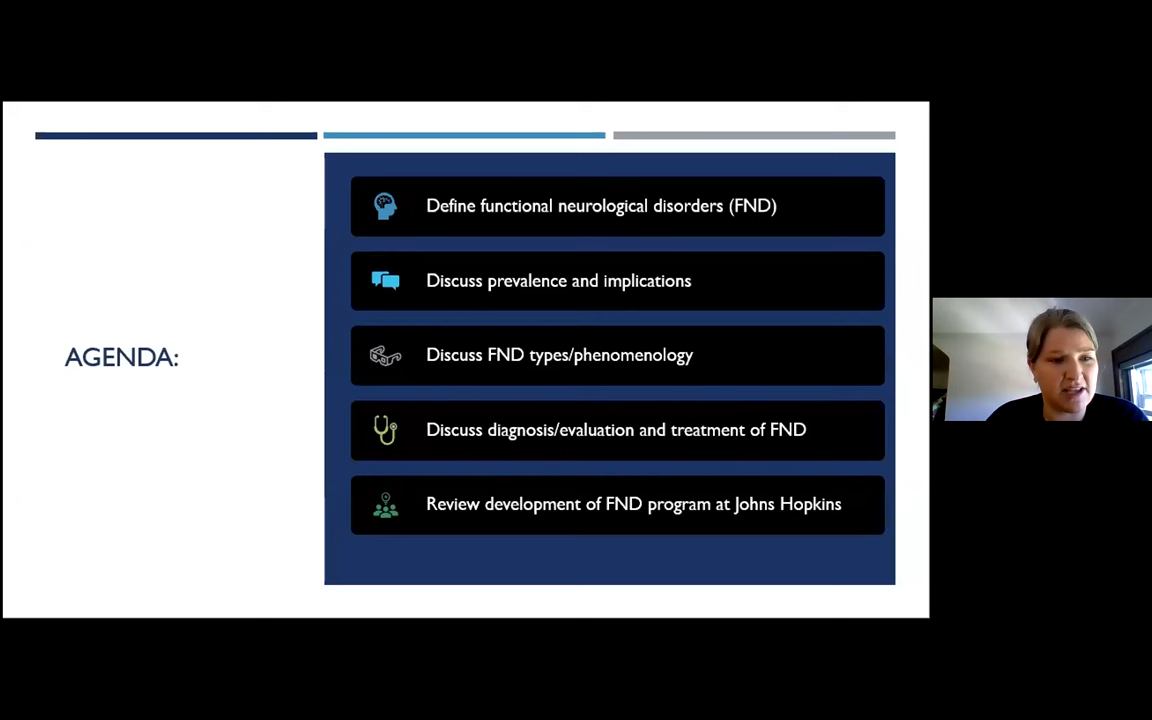 AGENDA:
Define functional neurological disorders (FND)
Discuss prevalence and implications
Discuss FND types/phenomenology
Discuss diagnosis/evaluation and treatment of FND
Review development of FND program at Johns Hopkins